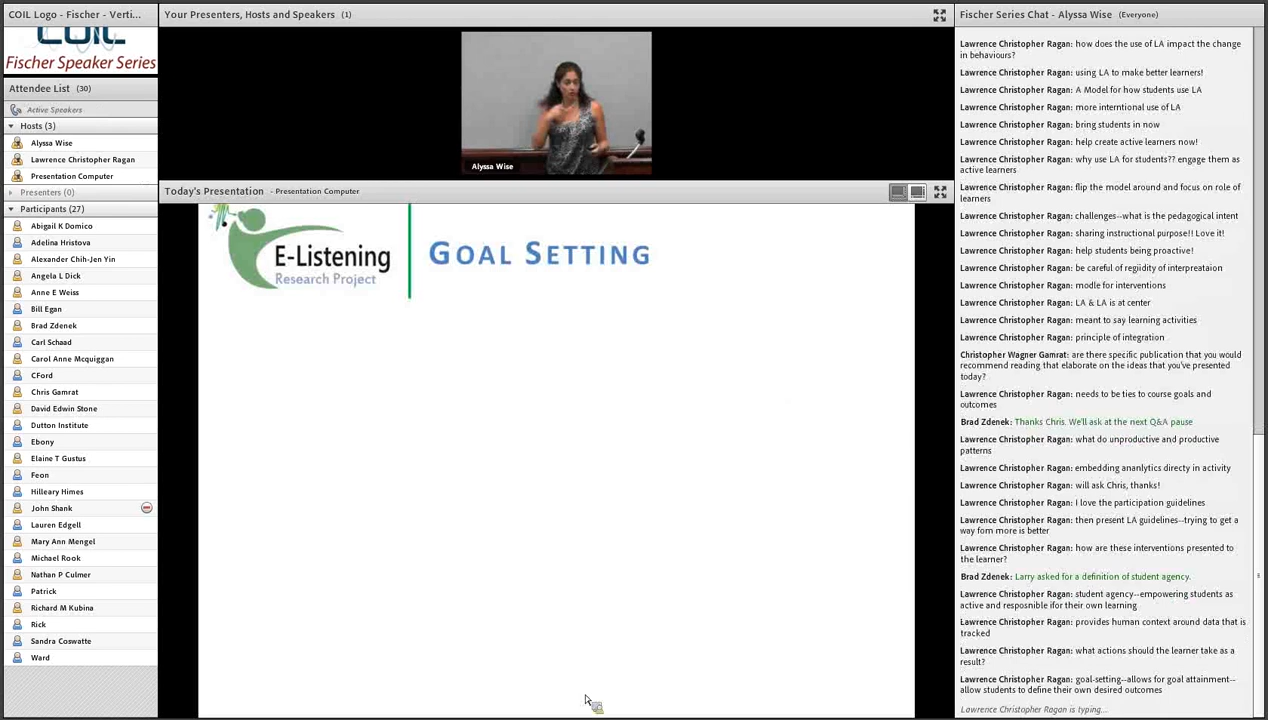 COIL Logo - Fischer - Verti...
COIL
Fischer Speaker Series
Attendee List (30)
Active Speakers
Hosts (3)
Alyssa Wise
Lawrence Christopher Ragan
Presentation Computer
Presenters (0)
Participants (27)
Abigail K Domico
Adelina Hristova
Alexander Chih-Jen Yin
Angela L Dick
Anne E Weiss
Bill Egan
Brad Zdenek
Carl Schaad
Carol Anne Mcquiggan
CFord
Chris Gamrat
David Edwin Stone
Dutton Institute
Ebony
Elaine T Gustus
Feon
Hilleary Himes
John Shank
Lauren Edgell
Mary Ann Mengel
Michael Rook
Nathan P Culmer
Patrick
Richard M Kubina
Rick
Sandra Coswatte
Ward
Your Presenters, Hosts and Speakers (1)
Alyssa Wise
Today's Presentation - Presentation Computer
E-Listening
Research Project
GOAL SETTING
Fischer Series Chat - Alyssa Wise (Everyone)
Lawrence Christopher Ragan: how does the use of LA impact the change
in behaviours?
Lawrence Christopher Ragan: using LA to make better learners!
Lawrence Christopher Ragan: A Model for how students use LA
Lawrence Christopher Ragan: more interntional use of LA
Lawrence Christopher Ragan: bring students in now
Lawrence Christopher Ragan: help create active learners now!
Lawrence Christopher Ragan: why use LA for students?? engage them as
active learners
Lawrence Christopher Ragan: flip the model around and focus on role of
learners
Lawrence Christopher Ragan: challenges--what is the pedagogical intent
Lawrence Christopher Ragan: sharing instructional purpose!! Love it!
Lawrence Christopher Ragan: help students being proactive!
Lawrence Christopher Ragan: be careful of regiidity of interpreataion
Lawrence Christopher Ragan: modle for interventions
Lawrence Christopher Ragan: LA & LA is at center
Lawrence Christopher Ragan: meant to say learning activities
Lawrence Christopher Ragan: principle of integration
Christopher Wagner Gamrat: are there specific publication that you would
recommend reading that elaborate on the ideas that you've presented
today?
Lawrence Christopher Ragan: needs to be ties to course goals and
outcomes
Brad Zdenek: Thanks Chris. We'll ask at the next Q&A pause
Lawrence Christopher Ragan: what do unproductive and productive
patterns
Lawrence Christopher Ragan: embedding ananlytics directy in activity
Lawrence Christopher Ragan: will ask Chris, thanks!
Lawrence Christopher Ragan: I love the participation guidelines
Lawrence Christopher Ragan: then present LA guidelines--trying to get a
way forn more is better
Lawrence Christopher Ragan: how are these interventions presented to
the learner?
Brad Zdenek: Larry asked for a definition of student agency.
Lawrence Christopher Ragan: student agency--empowering students as
active and resposnible ifor their own learning
Lawrence Christopher Ragan: provides human context around data that is
tracked
Lawrence Christopher Ragan: what actions should the learner take as a
result?
Lawrence Christopher Ragan: goal-setting--allows for goal attainment--
allow students to define their own desired outcomes
Lawrence Christopher Ragan is typing...